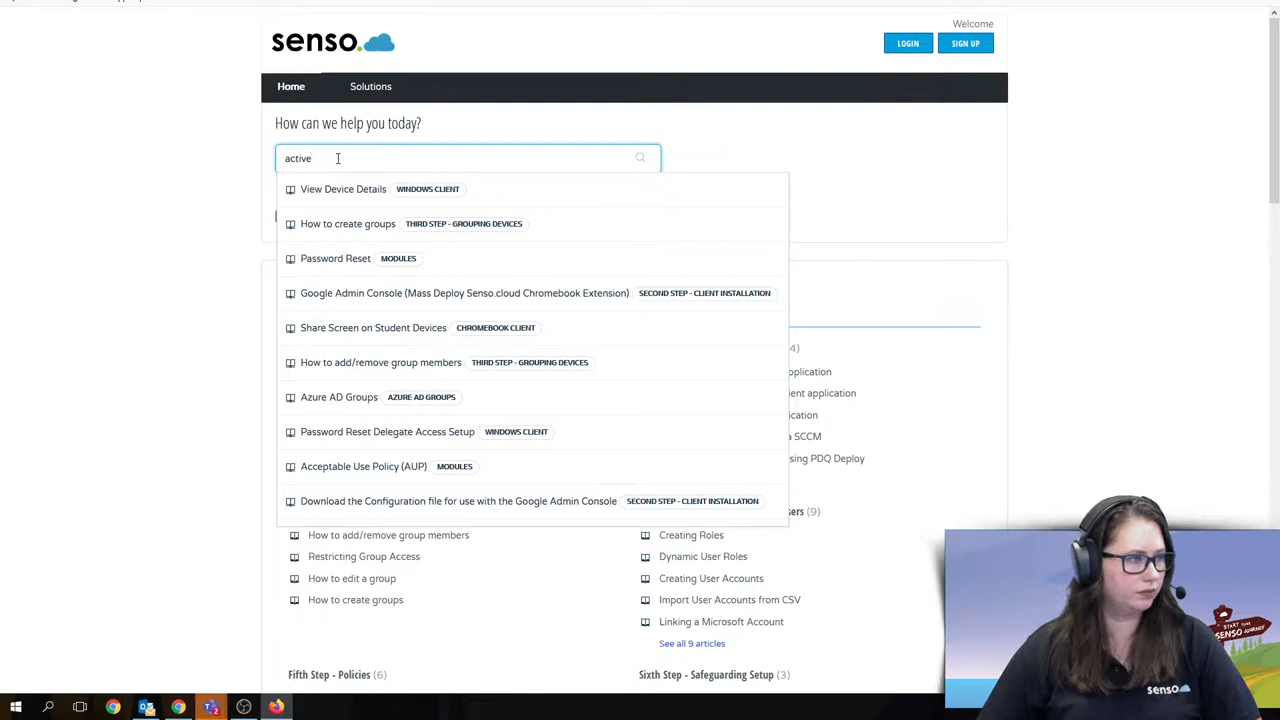 Welcome
senso.
LOGIN
SIGN UP
Home
Solutions
How can we help you today?
active
View Device Details WINDOWS CLIENT
How to create groups THIRD STEP - GROUPING DEVICES
Password Reset MODULES
Google Admin Console (Mass Deploy Senso.cloud Chromebook Extension) SECOND STEP - CLIENT INSTALLATION
Share Screen on Student Devices CHROMEBOOK CLIENT
4)
How to add/remove group members THIRD STEP - GROUPING DEVICES
pplication
ient application
Azure AD Groups AZURE AD GROUPS
ication
Password Reset Delegate Access Setup WINDOWS CLIENT
a SCCM
sing PDQ Deploy
Acceptable Use Policy (AUP) MODULES
Download the Configuration file for use with the Google Admin Console SECOND STEP - CLIENT INSTALLATION
sers (9)
How to add/remove group members
Restricting Group Access
How to edit a group
How to create groups
Creating Roles
Dynamic User Roles
Creating User Accounts
Import User Accounts from CSV
Linking a Microsoft Account
See all 9 articles
Fifth Step - Policies (6)
Sixth Step - Safeguarding Setup (3)
START YOUR
SENSO JOURNEY
senso